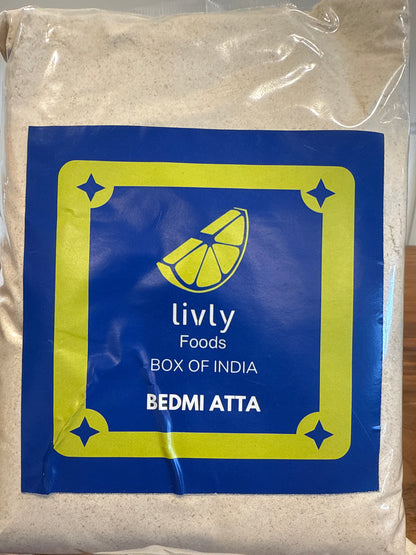 livly
Foods
BOX OF INDIA
BEDMI ATTA